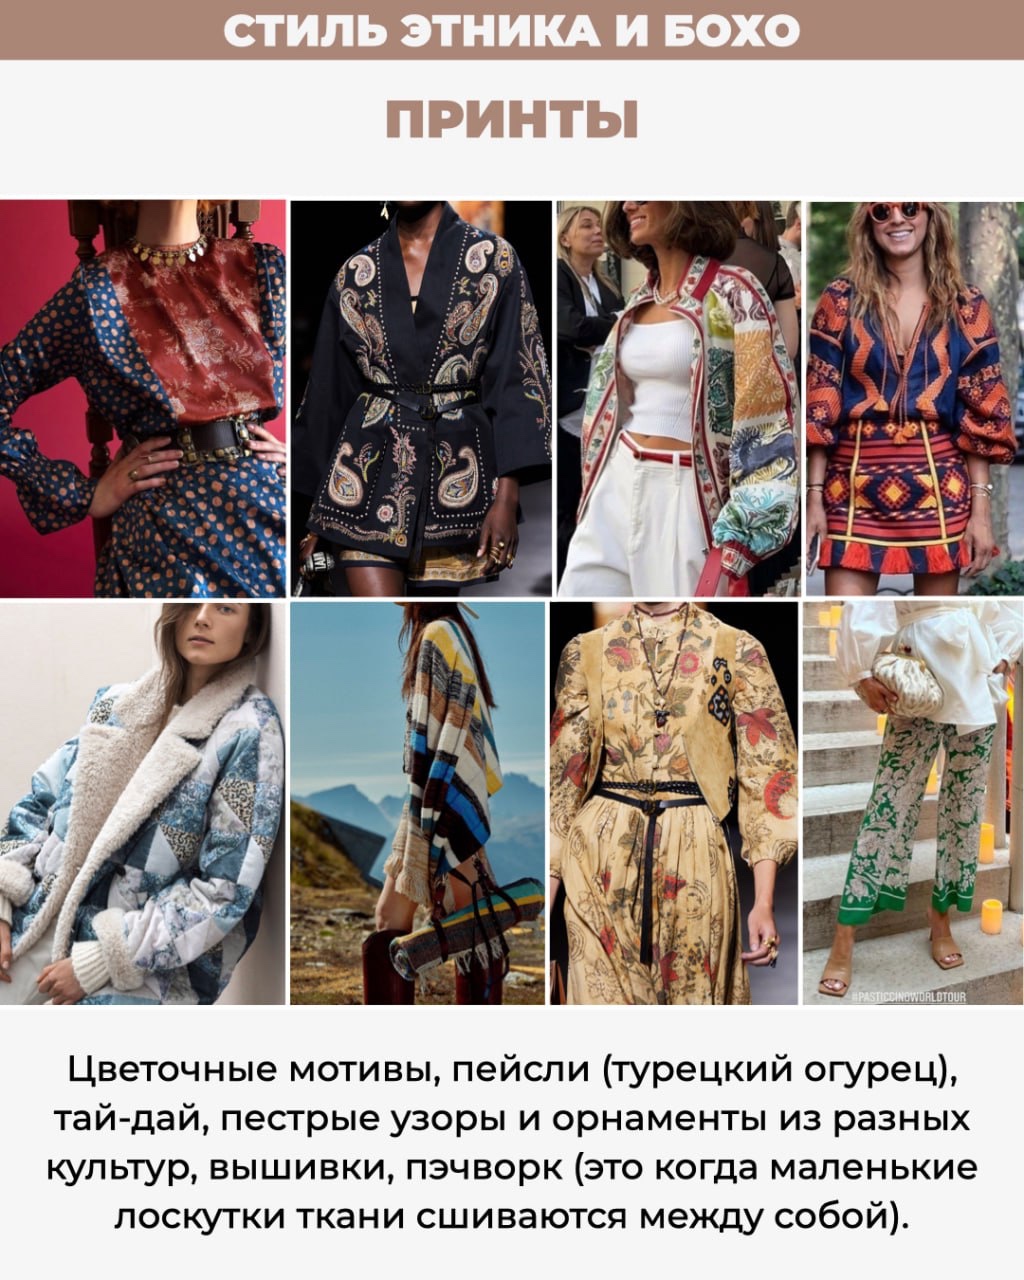 СТИЛЬ ЭТНИКА И БОХО
ПРИНТЫ
#PASTICCINOWORLDTOUR
Цветочные мотивы, пейсли (турецкий огурец),
тай-дай, пестрые узоры и орнаменты из разных
культур, вышивки, пэчворк (это когда маленькие
лоскутки ткани сшиваются между собой).